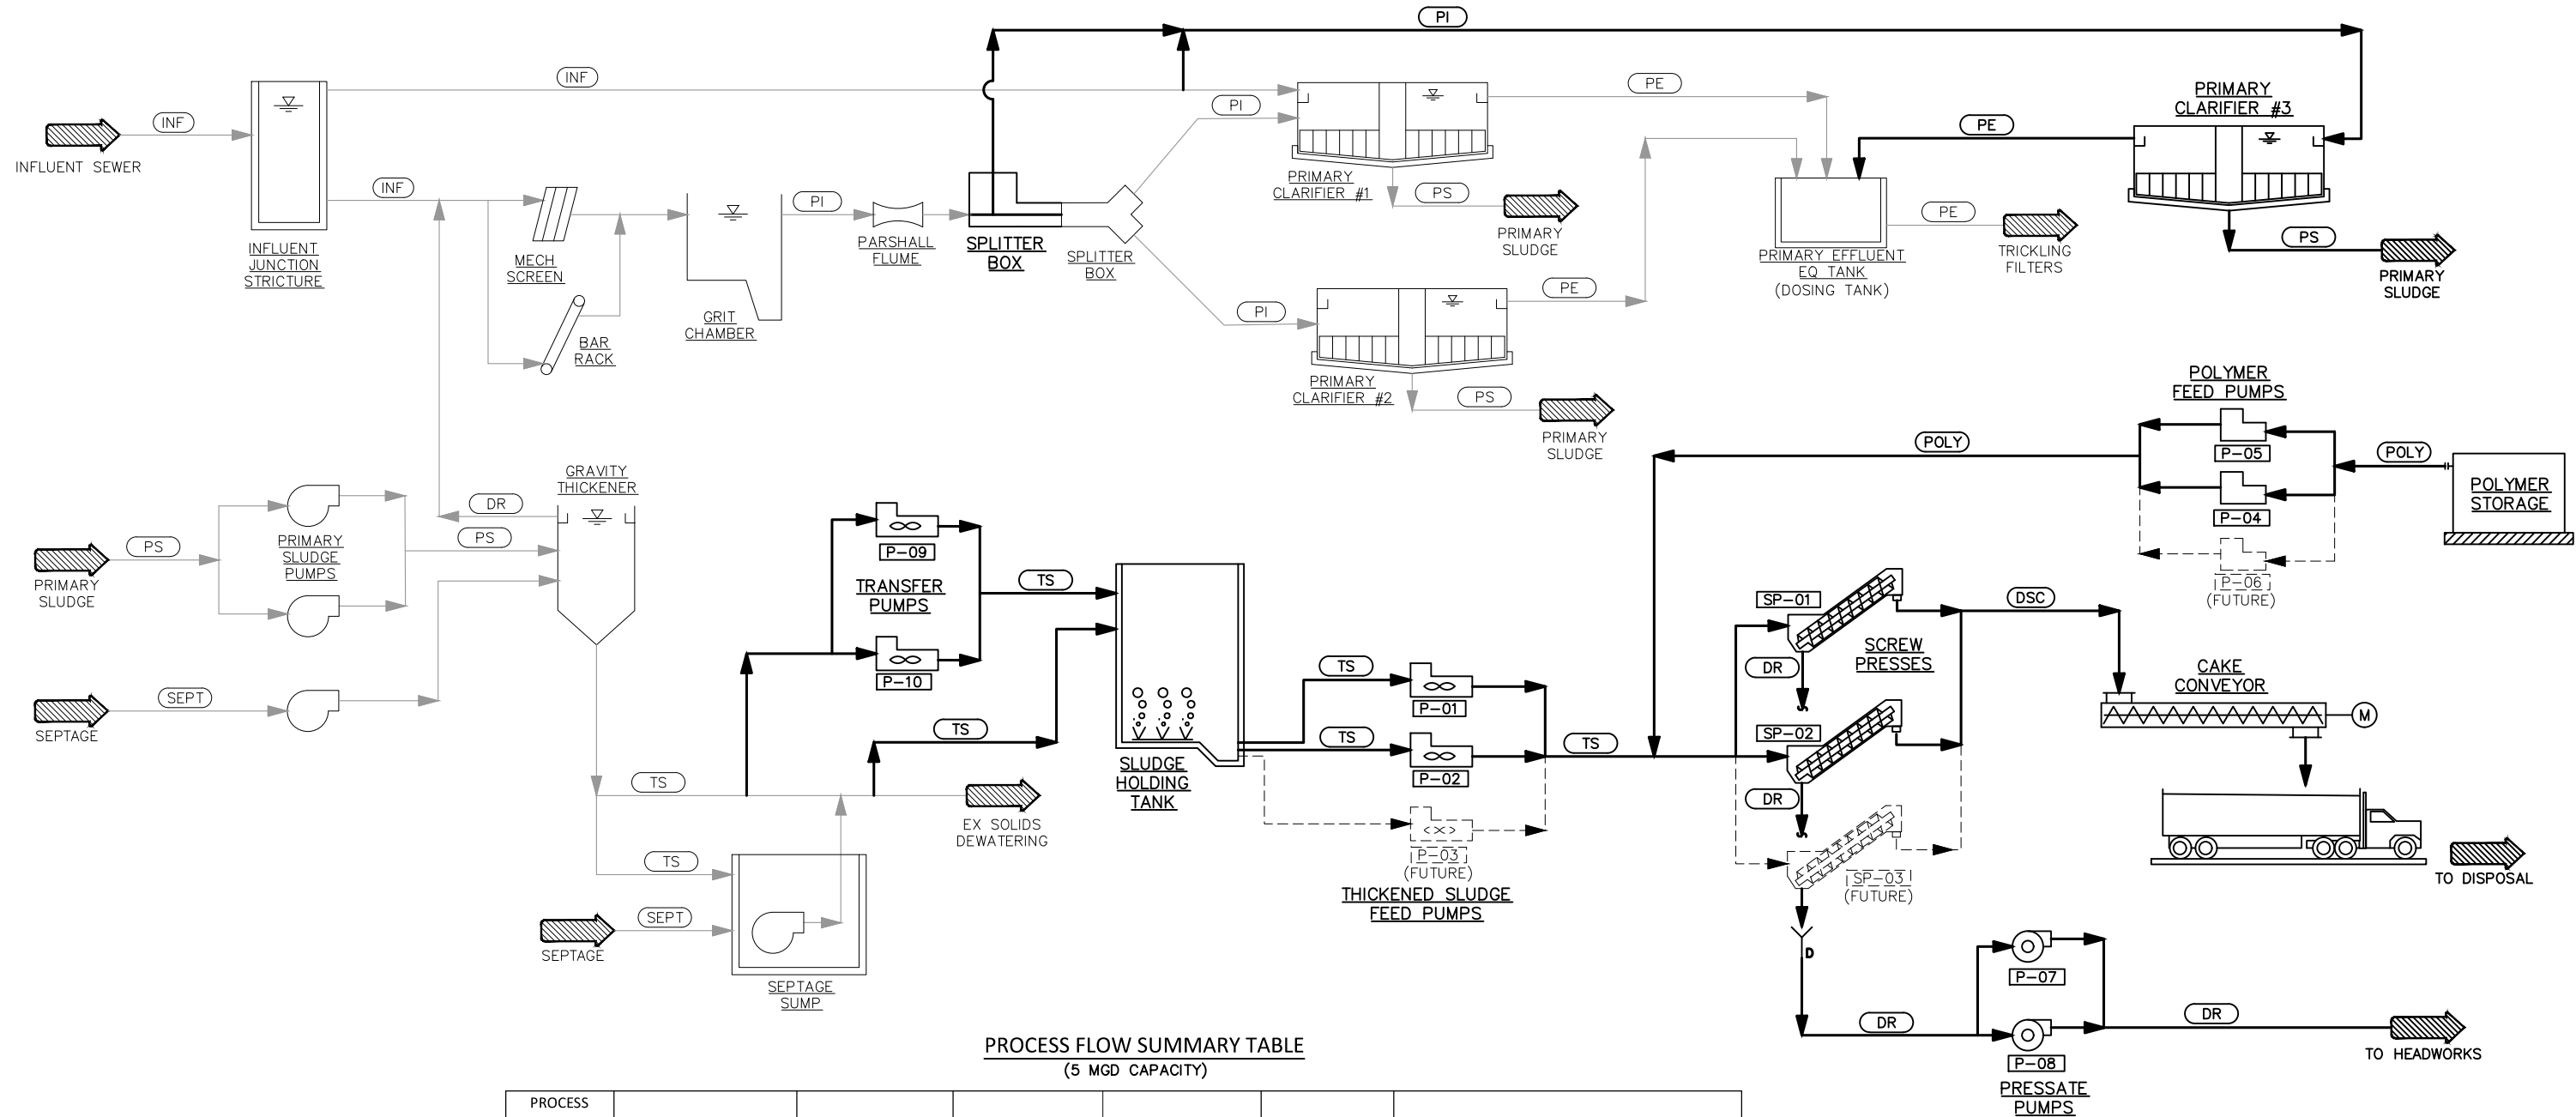 PI
INF
INF
INFLUENT SEWER
INF
INFLUENT
JUNCTION
STRICTURE
MECH
SCREEN
BAR
RACK
GRIT
CHAMBER
PI
PARSHALL
FLUME
SPLITTER
BOX
SPLITTER
BOX
PI
PI
PRIMARY
CLARIFIER #1
PS
PRIMARY
SLUDGE
PE
PE
PRIMARY
CLARIFIER #2
PS
PRIMARY
SLUDGE
PRIMARY EFFLUENT
EQ TANK
(DOSING TANK)
PE
TRICKLING
FILTERS
PE
PRIMARY
CLARIFIER #3
PS
PRIMARY
SLUDGE
PS
PRIMARY
SLUDGE
PRIMARY
SLUDGE
PUMPS
DR
PS
GRAVITY
THICKENER
SEPT
SEPTAGE
P-09
TRANSFER
PUMPS
P-10
TS
TS
TS
EX SOLIDS
DEWATERING
TS
SEPT
SEPTAGE
SEPTAGE
SUMP
SLUDGE
HOLDING
TANK
TS
P-01
TS
P-02
P-03
(FUTURE)
THICKENED SLUDGE
FEED PUMPS
TS
POLY
POLYMER
FEED PUMPS
P-05
P-04
P-06
(FUTURE)
POLY
POLYMER
STORAGE
SP-01
DR
SCREW
PRESSES
SP-02
DR
SP-03
(FUTURE)
DSC
CAKE
CONVEYOR
M
TO DISPOSAL
D
DR
P-07
P-08
PRESSATE
PUMPS
DR
TO HEADWORKS
PROCESS FLOW SUMMARY TABLE
(5 MGD CAPACITY)
PROCESS